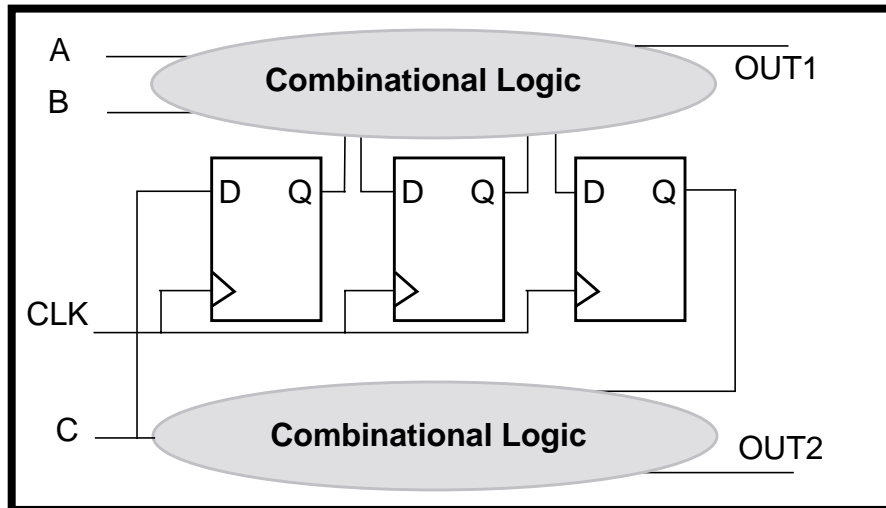 A
Combinational Logic
OUT1
B
D Q
D Q
D Q
CLK
C
Combinational Logic
OUT2